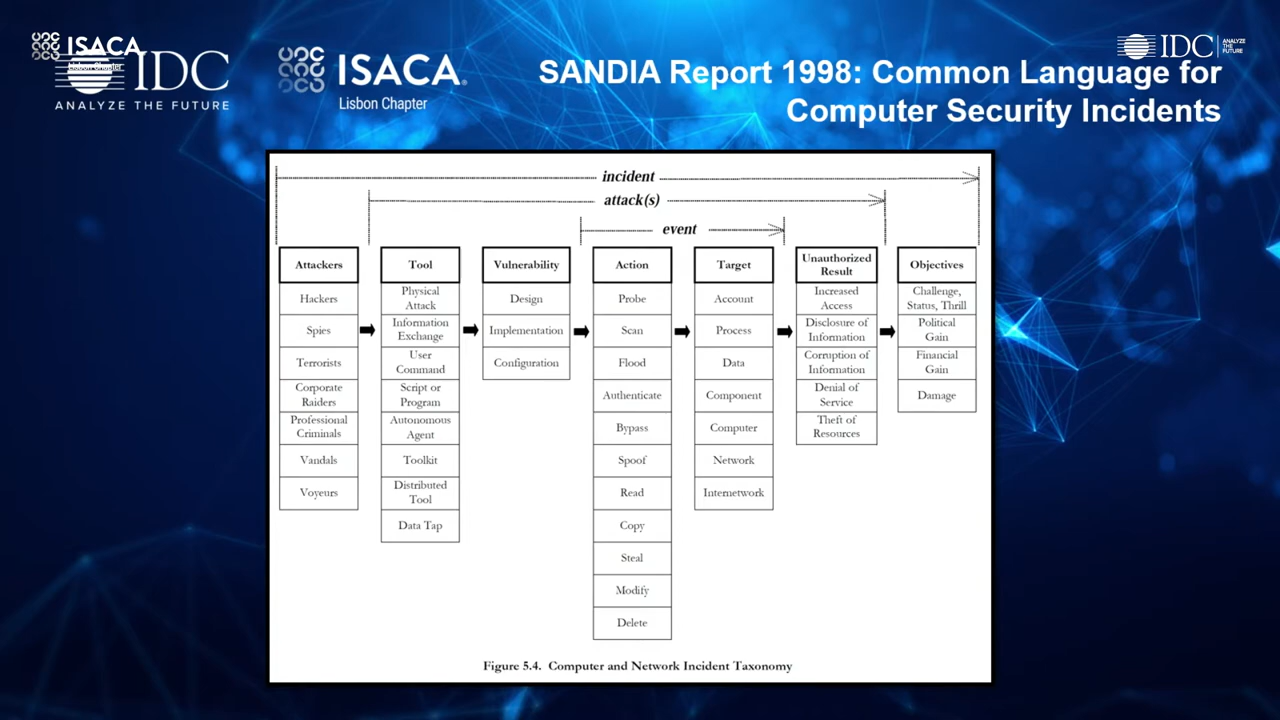 ISACA
Lisbon Chapter
IDC
ANALYZE THE FUTURE
ISACA.
Lisbon Chapter
IDC
ANALYZE
THE
FUTURE
SANDIA Report 1998: Common Language for
Computer Security Incidents
incident
attack(s)
event
Attackers
Hackers
Spies
Terrorists
Corporate
Raiders
Professional
Criminals
Vandals
Voyeurs
Tool
Physical
Attack
Information
Exchange
User
Command
Script or
Program
Autonomous
Agent
Toolkit
Distributed
Tool
Data Tap
Vulnerability
Design
Implementation
Configuration
Action
Probe
Scan
Flood
Authenticate
Bypass
Spoof
Read
Copy
Steal
Modify
Delete
Target
Account
Process
Data
Component
Computer
Network
Internetwork
Unauthorized
Result
Increased
Access
Disclosure of
Information
Corruption of
Information
Denial of
Service
Theft of
Resources
Objectives
Challenge,
Status, Thrill
Political
Gain
Financial
Gain
Damage
Figure 5.4. Computer and Network Incident Taxonomy